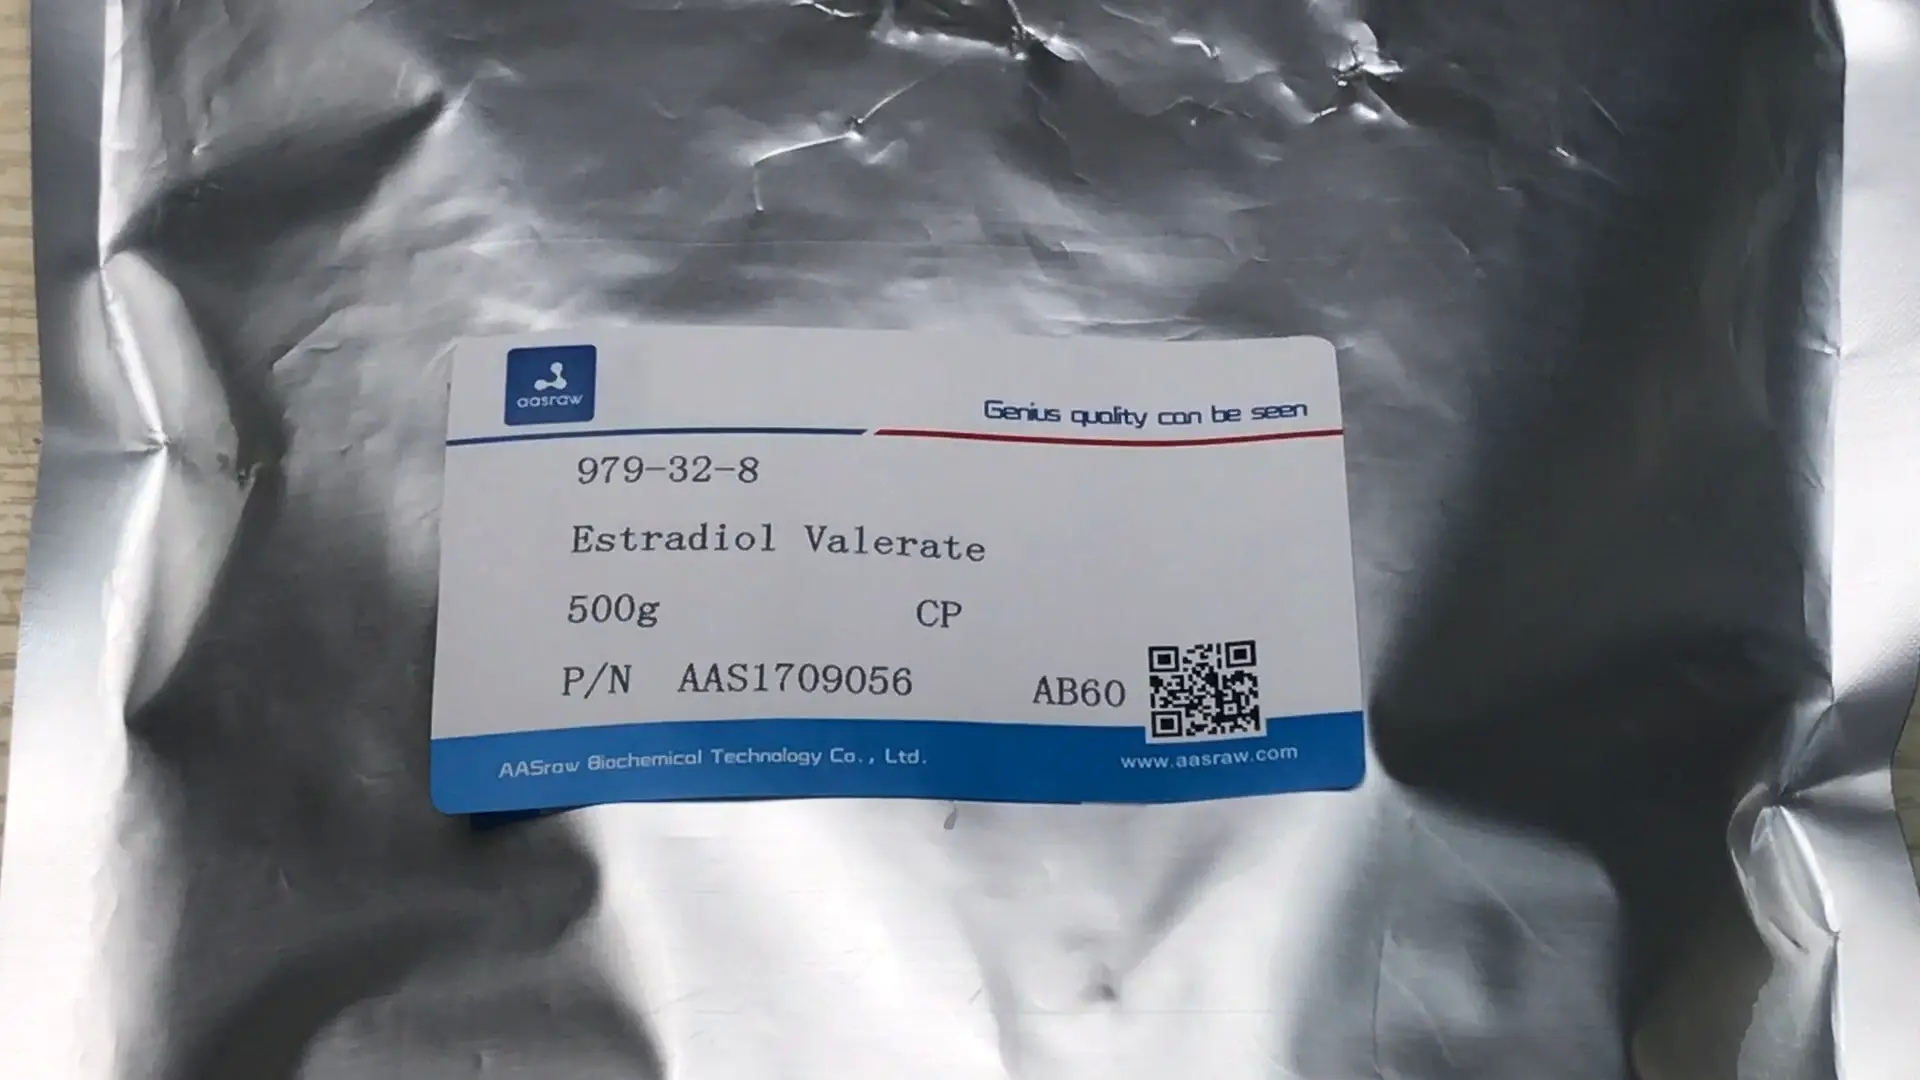 aasraw
Genius quality can be seen
979-32-8
Estradiol Valerate
500g CP
P/N AAS1709056 AB60
AASraw Biochemical Technology Co., Ltd. www.aasraw.com